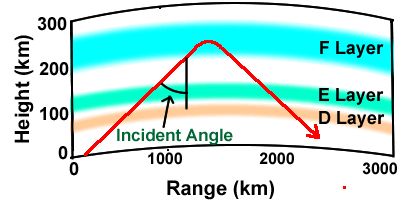 300
200
100
0
Height (km)
F Layer
E Layer
D Layer
Incident Angle
0
1000
2000
3000
Range (km)